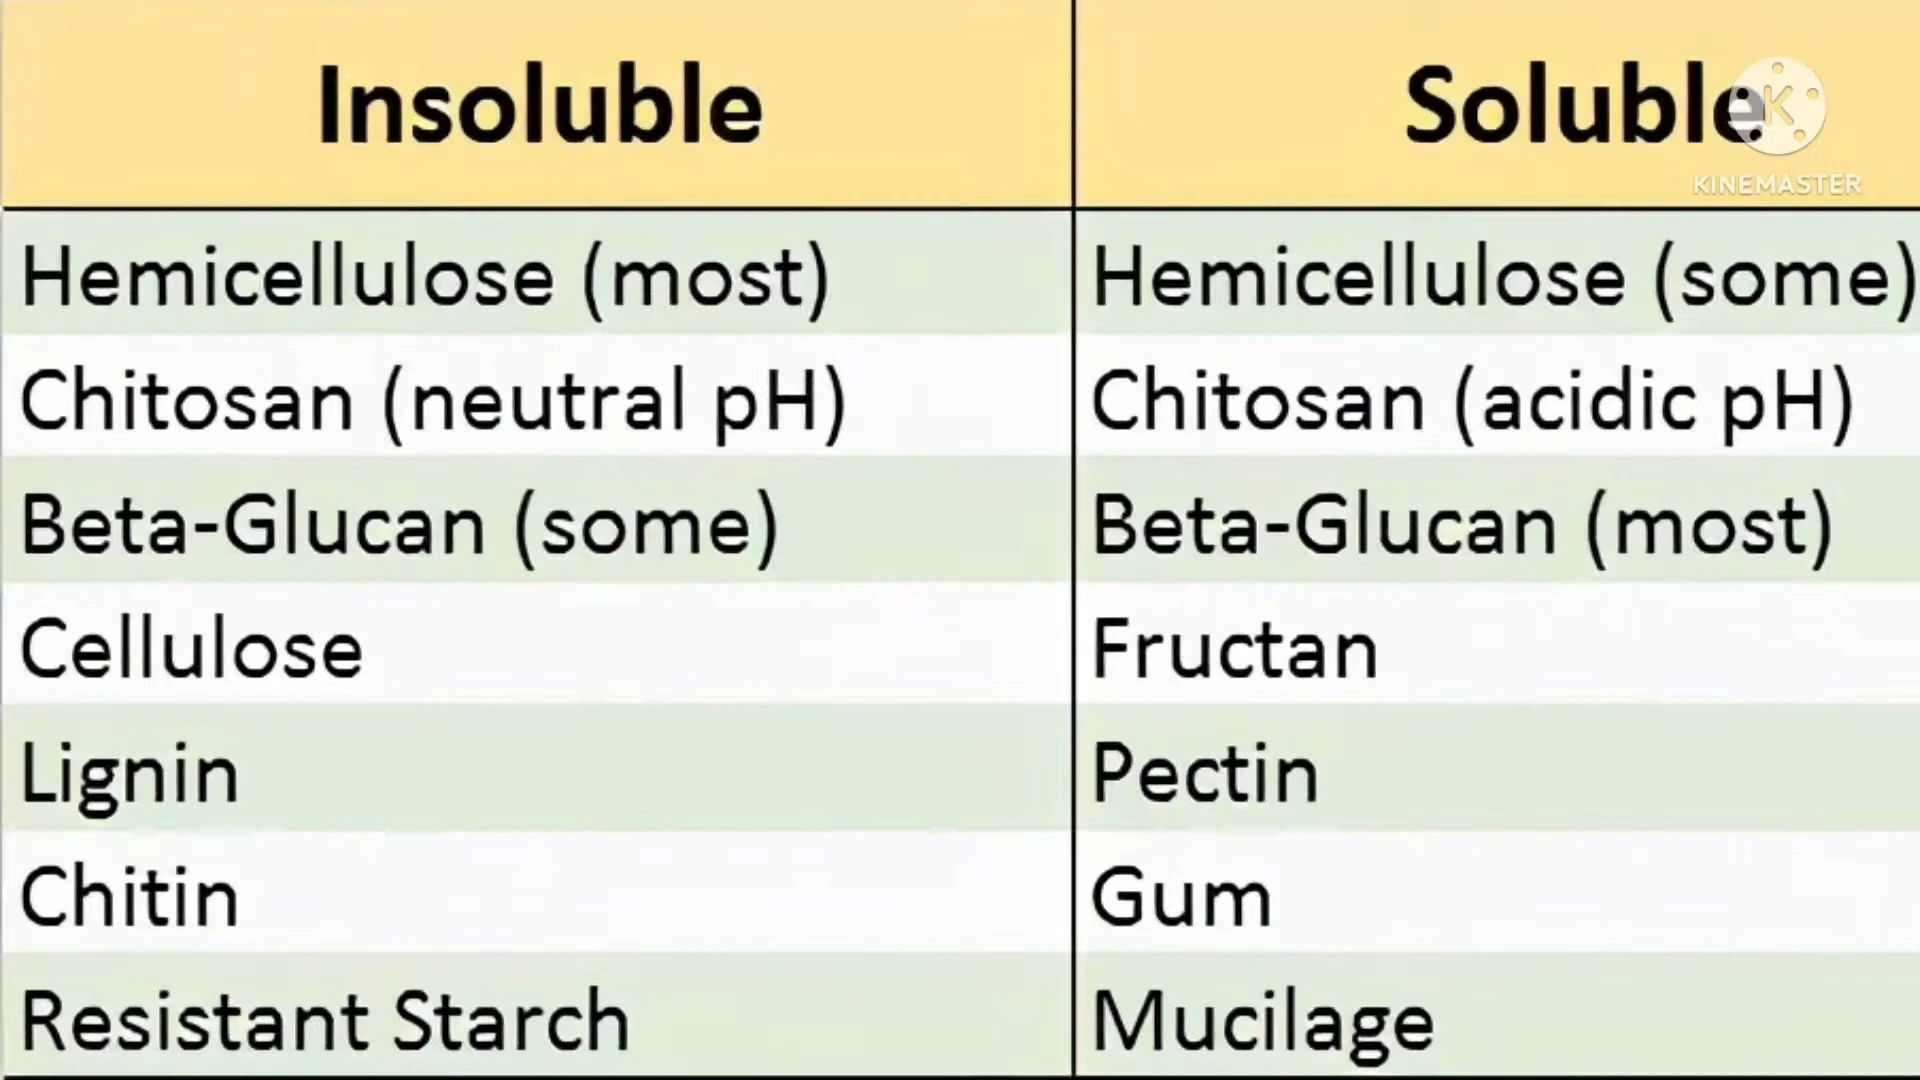 Insoluble Soluble
KINEMASTER
Hemicellulose (most) Hemicellulose (some)
Chitosan (neutral pH) Chitosan (acidic pH)
Beta-Glucan (some) Beta-Glucan (most)
Cellulose Fructan
Lignin Pectin
Chitin Gum
Resistant Starch Mucilage